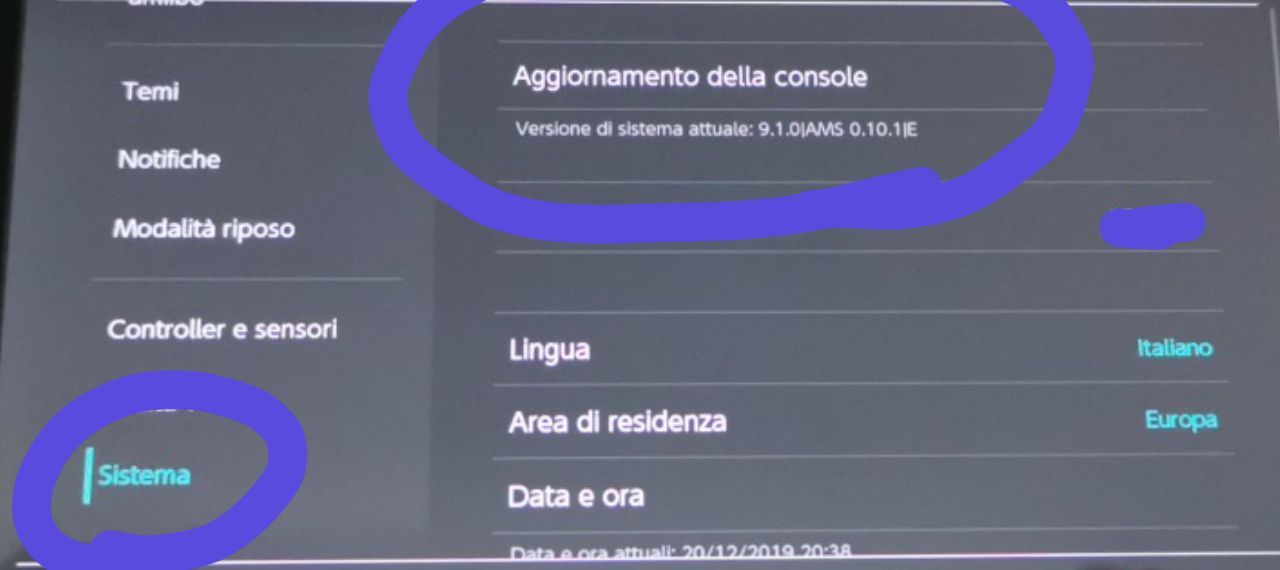 amiibo
Temi
Notifiche
Modalità riposo
Controller e sensori
Sistema
Aggiornamento della console
Versione di sistema attuale: 9.1.0|AMS 0.10.1|E
Lingua
Italiano
Area di residenza
Europa
Data e ora
Data e ora attuali: 20/12/2019 20:38